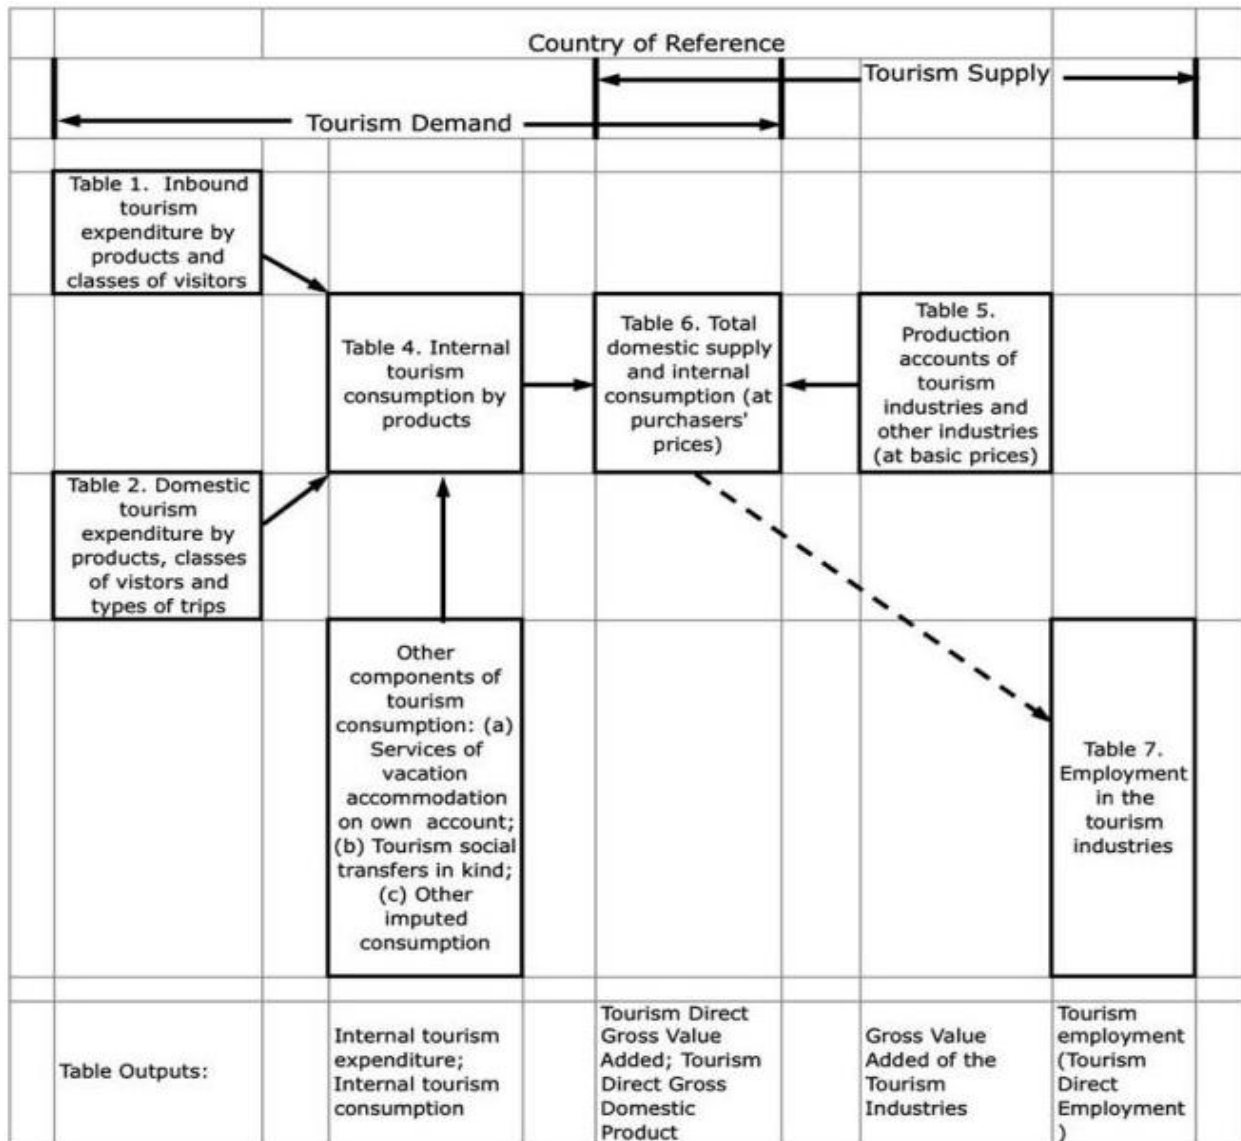 Country of Reference
Tourism Supply
Tourism Demand
Table 1. Inbound
tourism
expenditure by
products and
classes of visitors
Table 4. Internal
tourism
consumption by
products
Table 6. Total
domestic supply
and internal
consumption (at
purchasers'
prices)
Table 5.
Production
accounts of
tourism
industries and
other industries
(at basic prices)
Table 2. Domestic
tourism
expenditure by
products, classes
of vistors and
types of trips
Other
components of
tourism
consumption: (a)
Services of
vacation
accommodation
on own account;
(b) Tourism social
transfers in kind;
(c) Other
imputed
consumption
Table 7.
Employment
in the
tourism
industries
Table Outputs:
Internal tourism
expenditure;
Internal tourism
consumption
Tourism Direct
Gross Value
Added; Tourism
Direct Gross
Domestic
Product
Gross Value
Added of the
Tourism
Industries
Tourism
employment
(Tourism
Direct
Employment
)